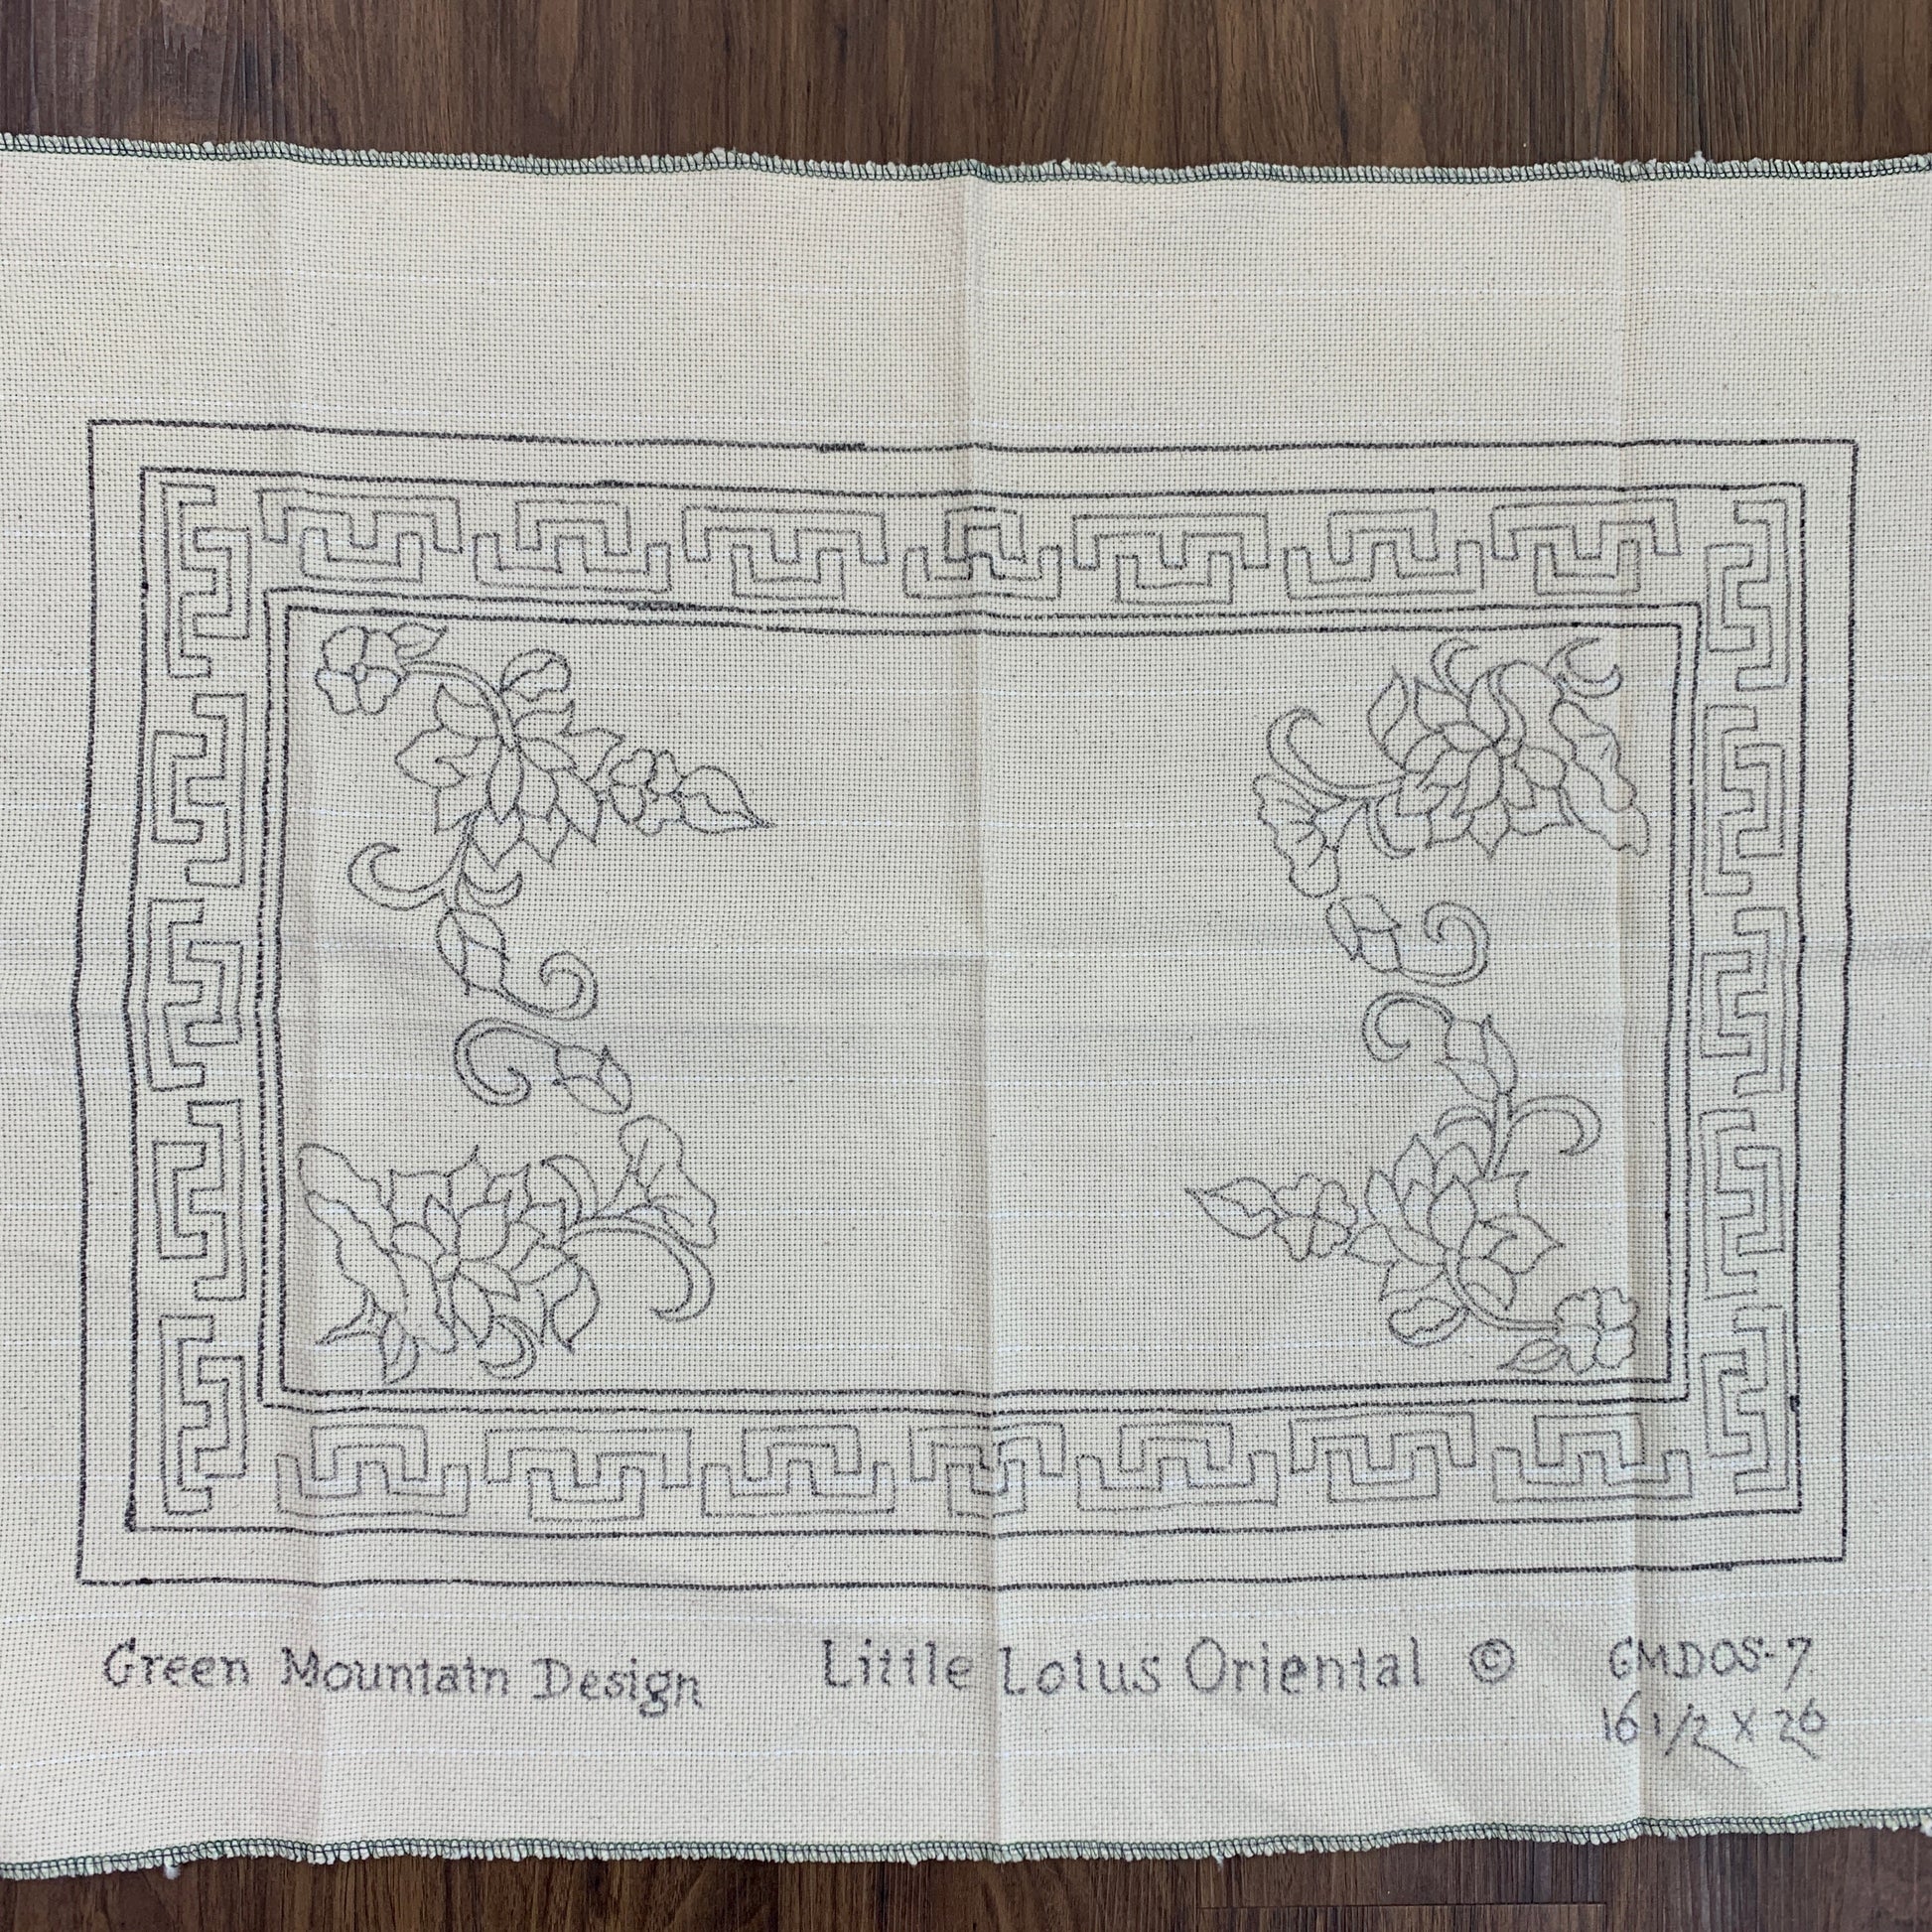 Green Mountain Design Little Lotus Oriental © GMDOS-7
16 1/2 X 26